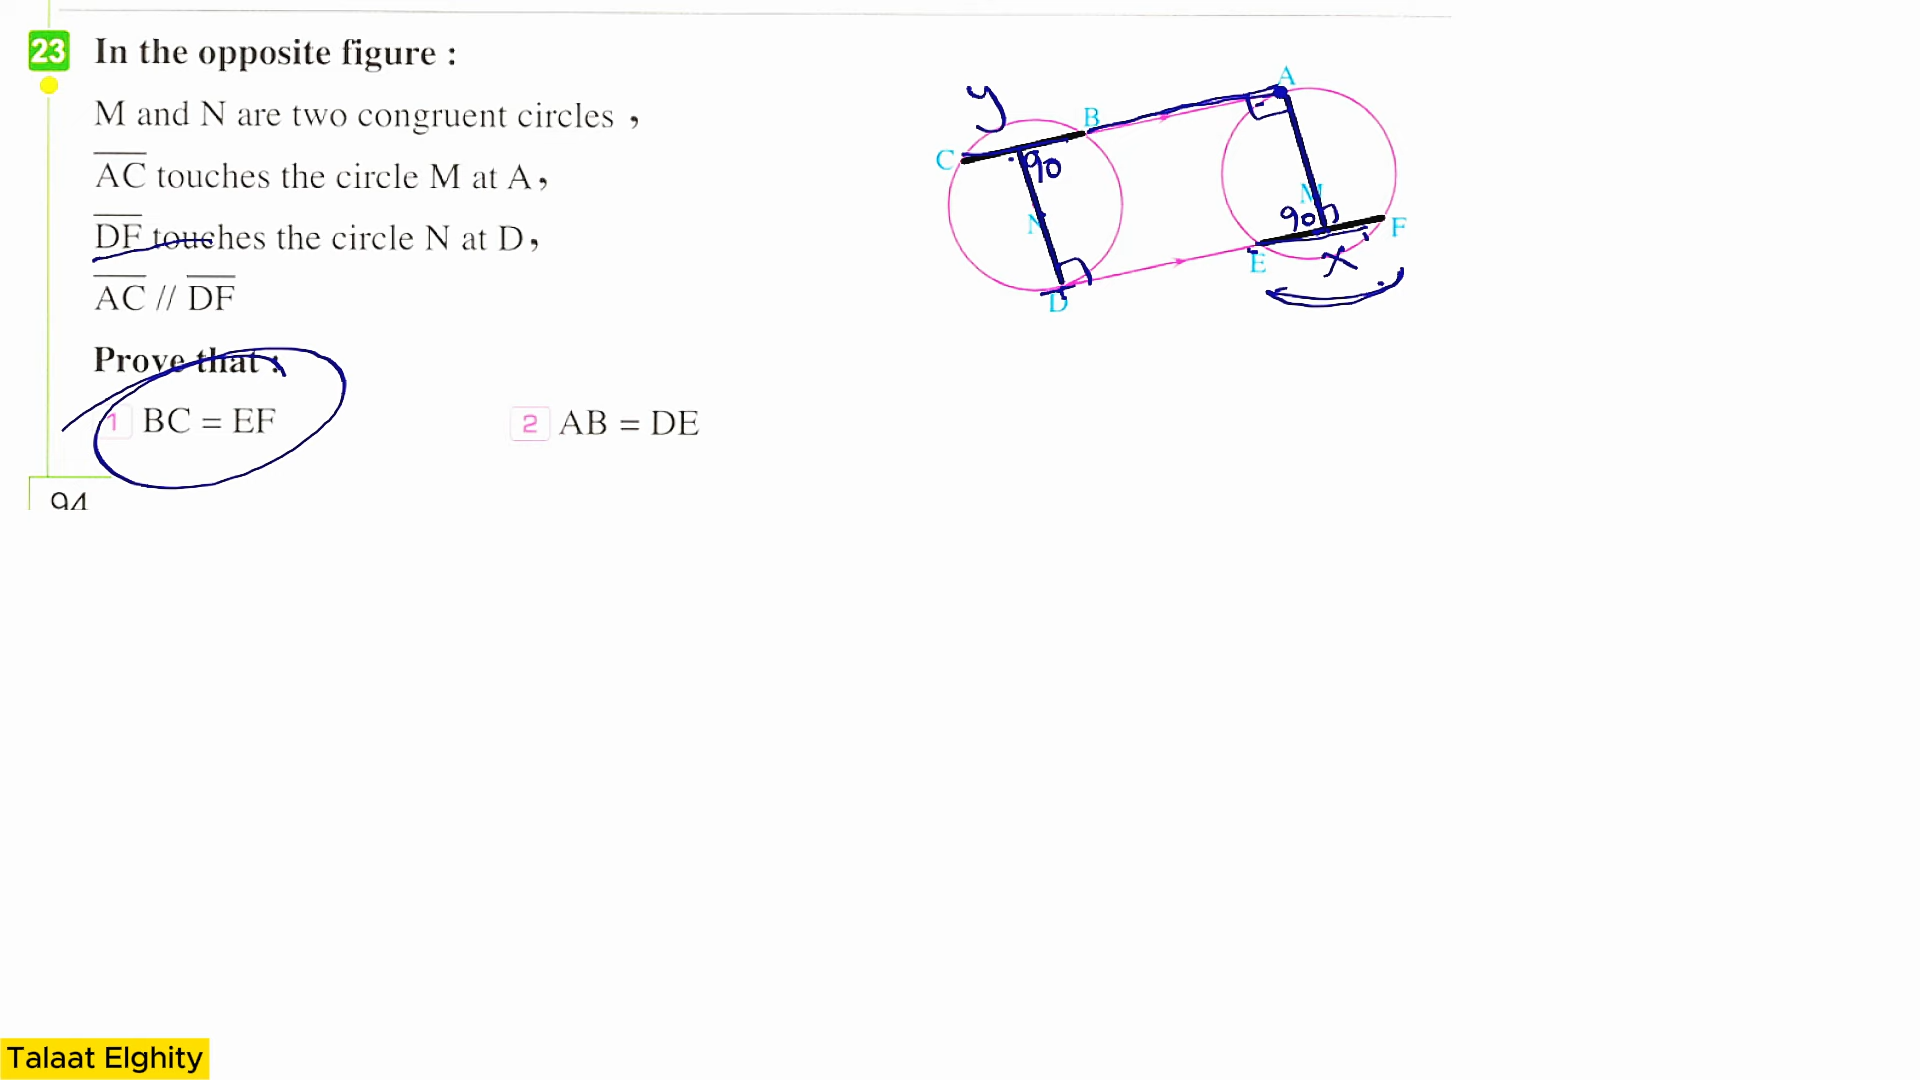 23 In the opposite figure :
M and N are two congruent circles ,
AC touches the circle M at A ,
DF touches the circle N at D ,
AC // DF
Prove that :
1 BC = EF 2 AB = DE
94
y
A
B
C
90
N
D
M
90
F
E
x
Talaat Elghity